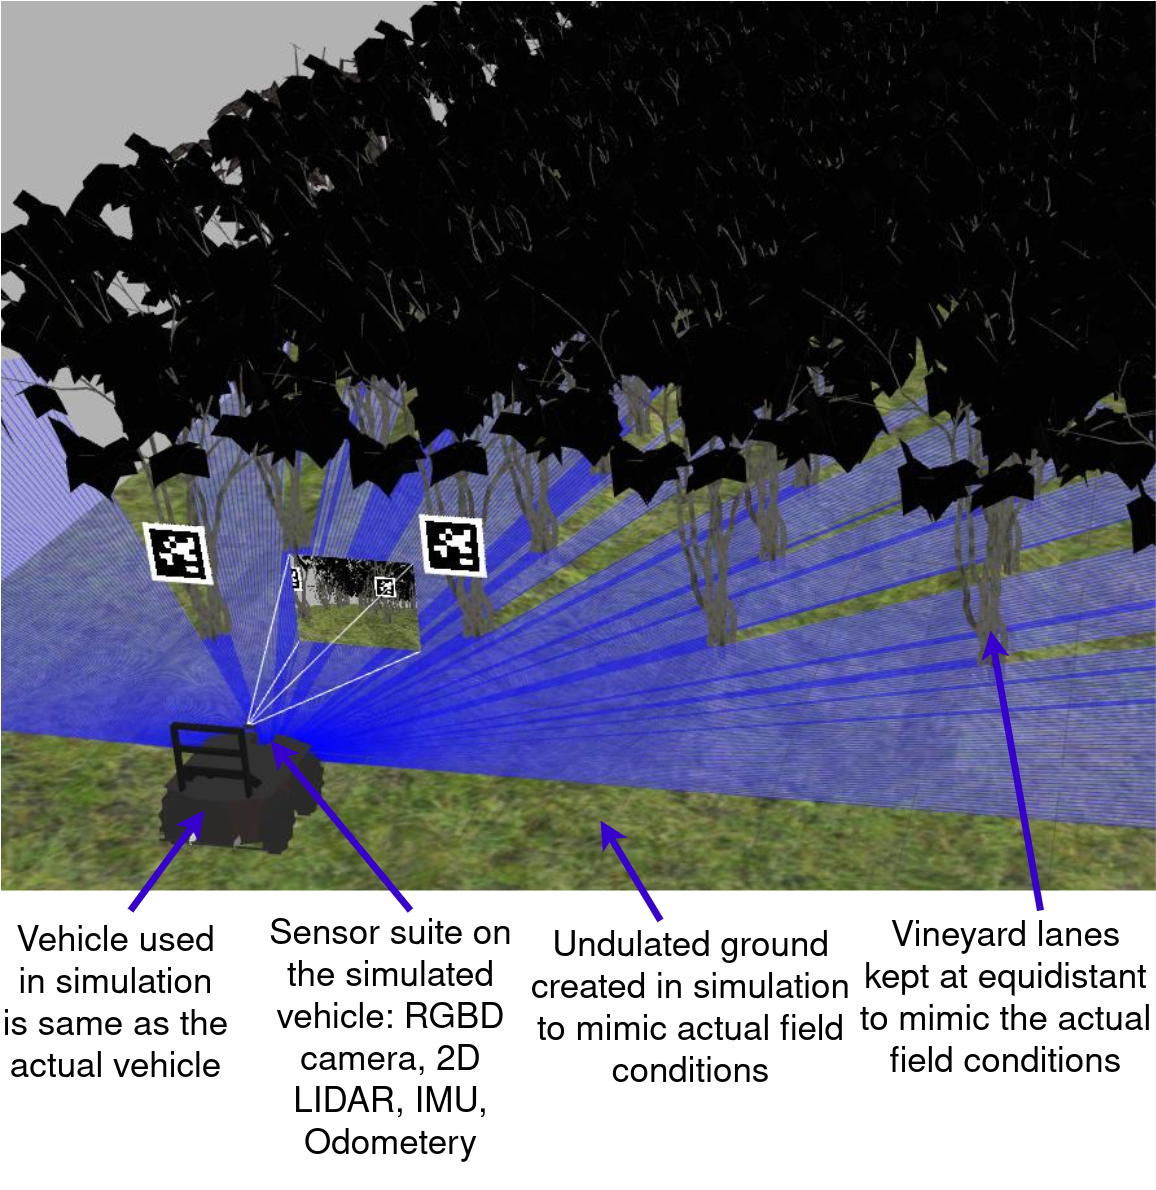 Vehicle used
in simulation
is same as the
actual vehicle
Sensor suite on
the simulated
vehicle: RGBD
camera, 2D
LIDAR, IMU,
Odometery
Undulated ground
created in simulation
to mimic actual field
conditions
Vineyard lanes
kept at equidistant
to mimic the actual
field conditions